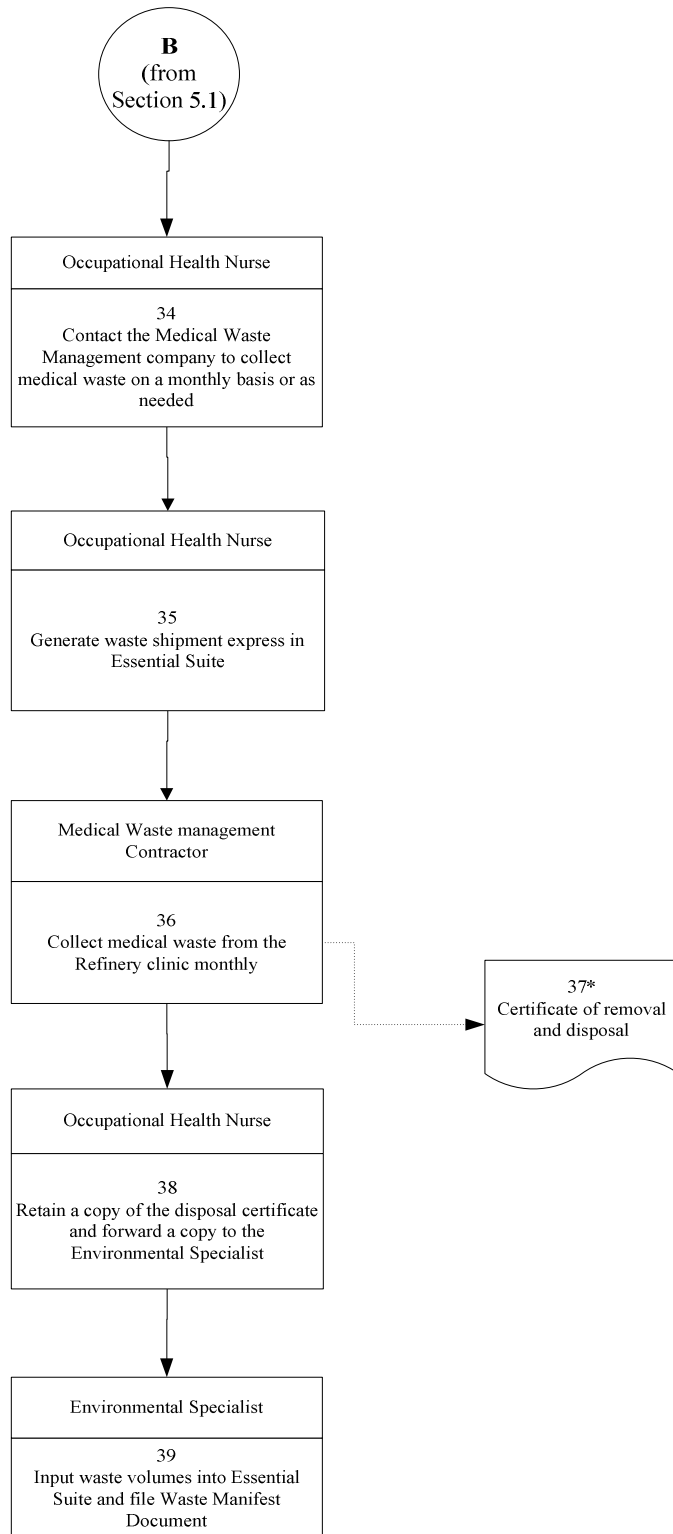 B
(from
Section 5.1)
Occupational Health Nurse
34
Contact the Medical Waste
Management company to collect
medical waste on a monthly basis or as
needed
Occupational Health Nurse
35
Generate waste shipment express in
Essential Suite
Medical Waste management
Contractor
36
Collect medical waste from the
Refinery clinic monthly
37*
Certificate of removal
and disposal
Occupational Health Nurse
38
Retain a copy of the disposal certificate
and forward a copy to the
Environmental Specialist
Environmental Specialist
39
Input waste volumes into Essential
Suite and file Waste Manifest
Document